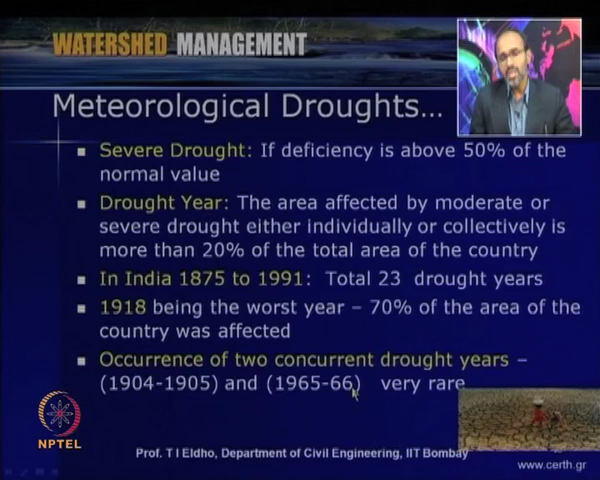 WATERSHED MANAGEMENT
Meteorological Droughts…
Severe Drought: If deficiency is above 50% of the
normal value
Drought Year: The area affected by moderate or
severe drought either individually or collectively is
more than 20% of the total area of the country
In India 1875 to 1991: Total 23 drought years
1918 being the worst year – 70% of the area of the
country was affected
Occurrence of two concurrent drought years –
(1904-1905) and (1965-66) very rare
NPTEL
Prof. T I Eldho, Department of Civil Engineering, IIT Bombay
www.certh.gr